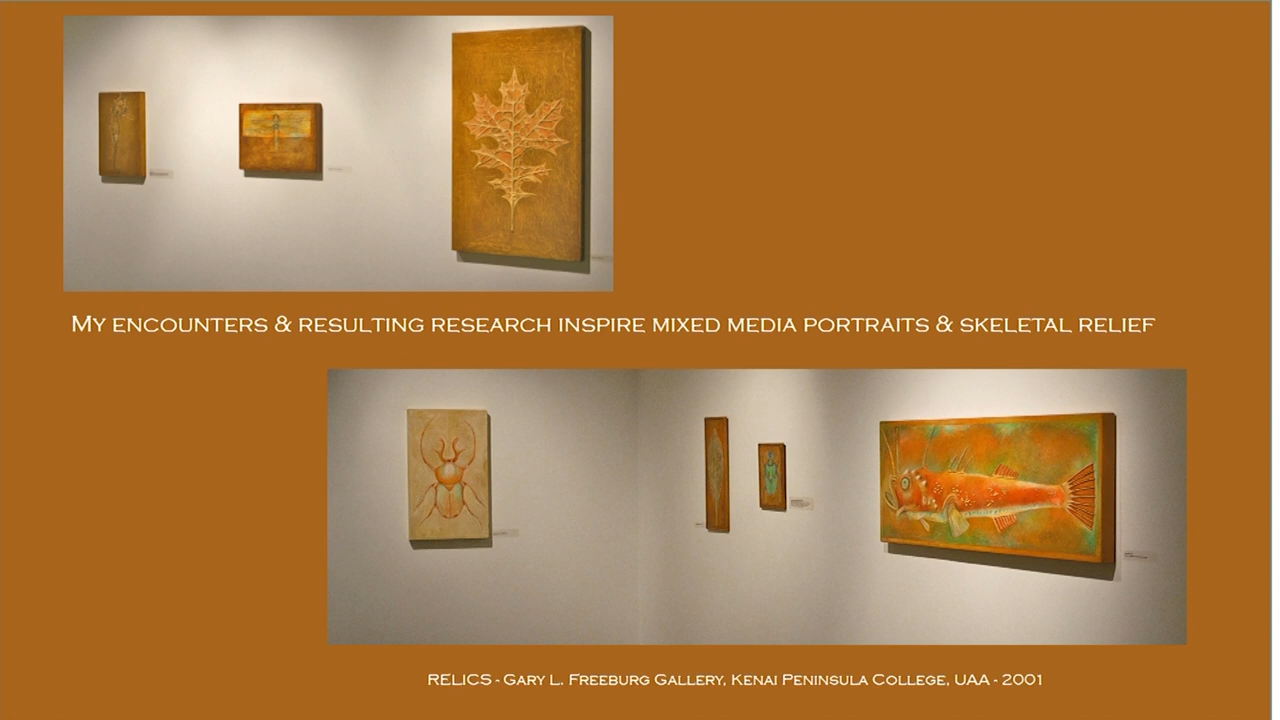 My encounters & resulting research inspire mixed media portraits & skeletal relief
RELICS - Gary L. Freeburg Gallery, Kenai Peninsula College, UAA - 2001